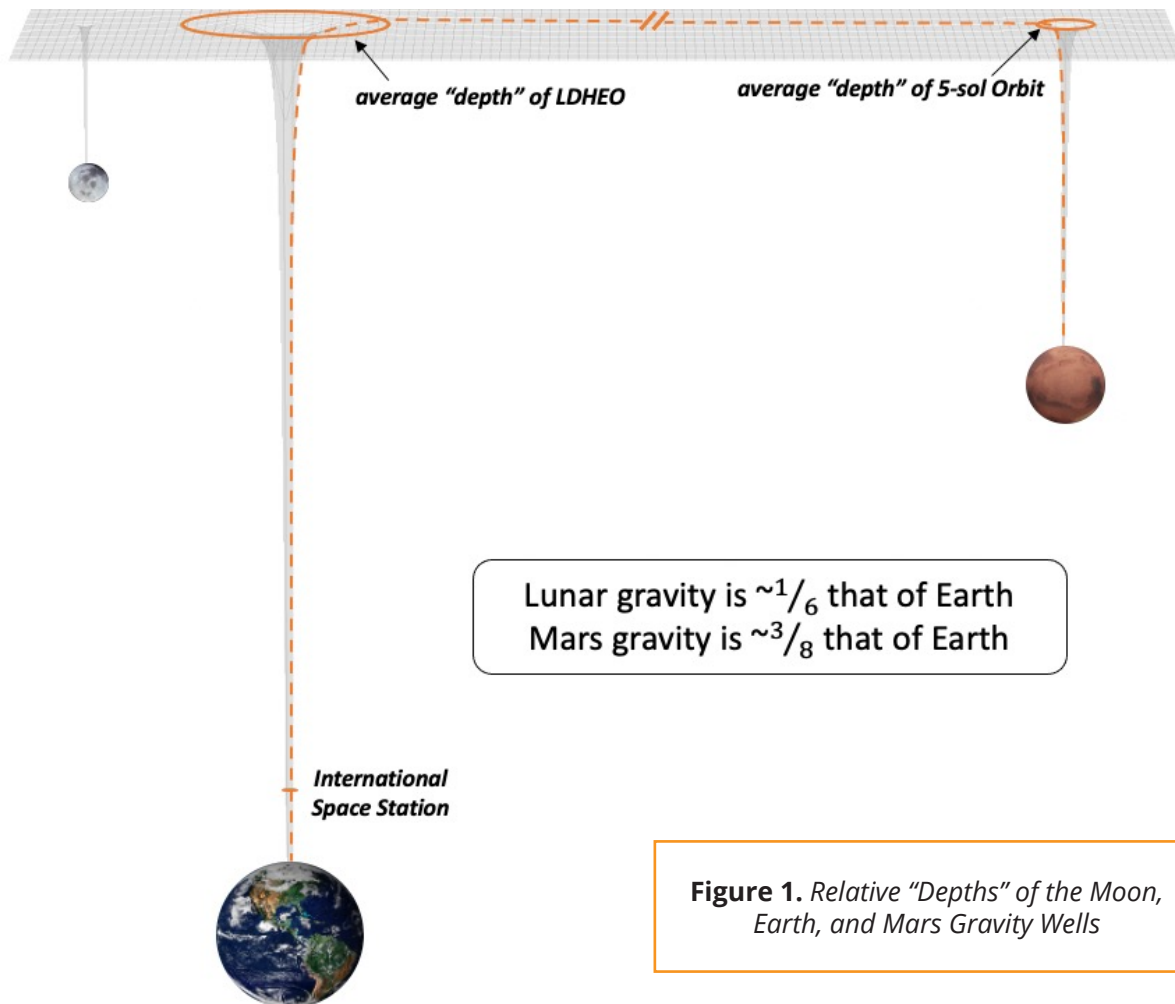 average “depth” of LDHEO
average “depth” of 5-sol Orbit
Lunar gravity is ~1/6 that of Earth
Mars gravity is ~3/8 that of Earth
International
Space Station
Figure 1. Relative “Depths” of the Moon,
Earth, and Mars Gravity Wells